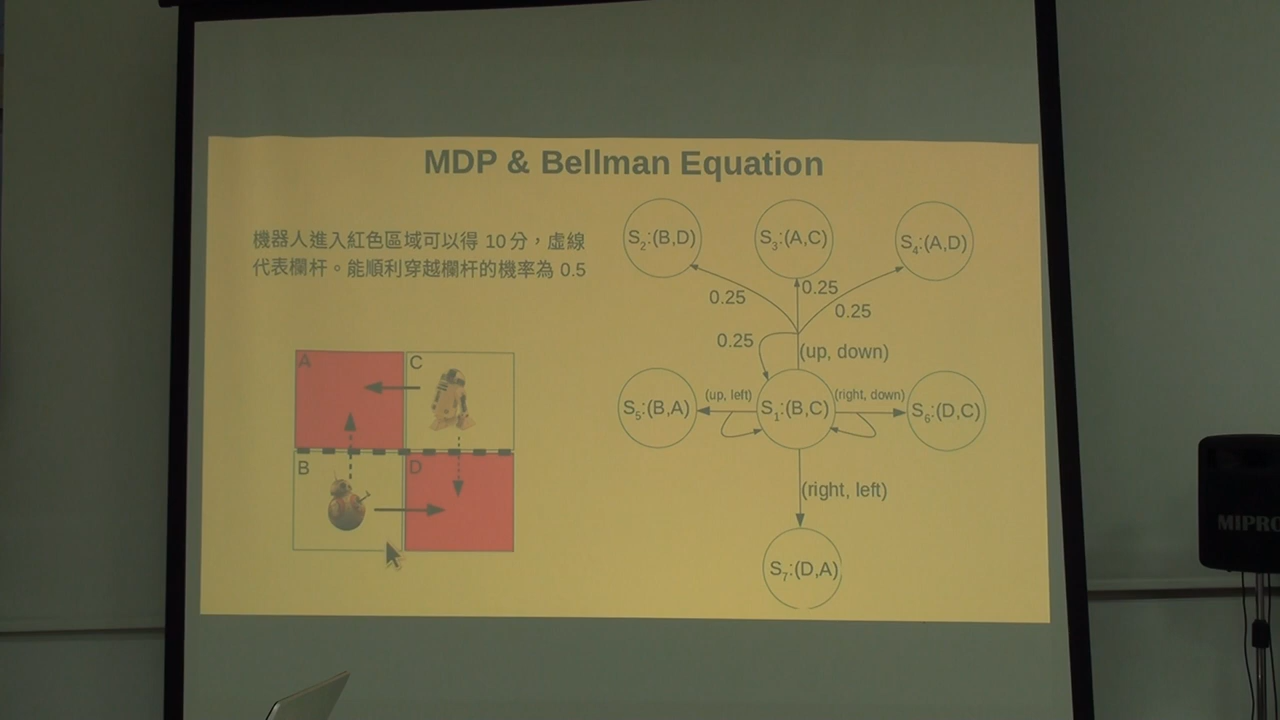 MDP & Bellman Equation
機器人進入紅色區域可以得 10 分，虛線
代表欄杆。能順利穿越欄杆的機率為 0.5
A
C
B
D
S2:(B,D)
S3:(A,C)
S4:(A,D)
0.25
0.25
0.25
0.25
(up, down)
(up, left)
(right, down)
S5:(B,A)
S1:(B,C)
S6:(D,C)
(right, left)
S7:(D,A)
MIPRO